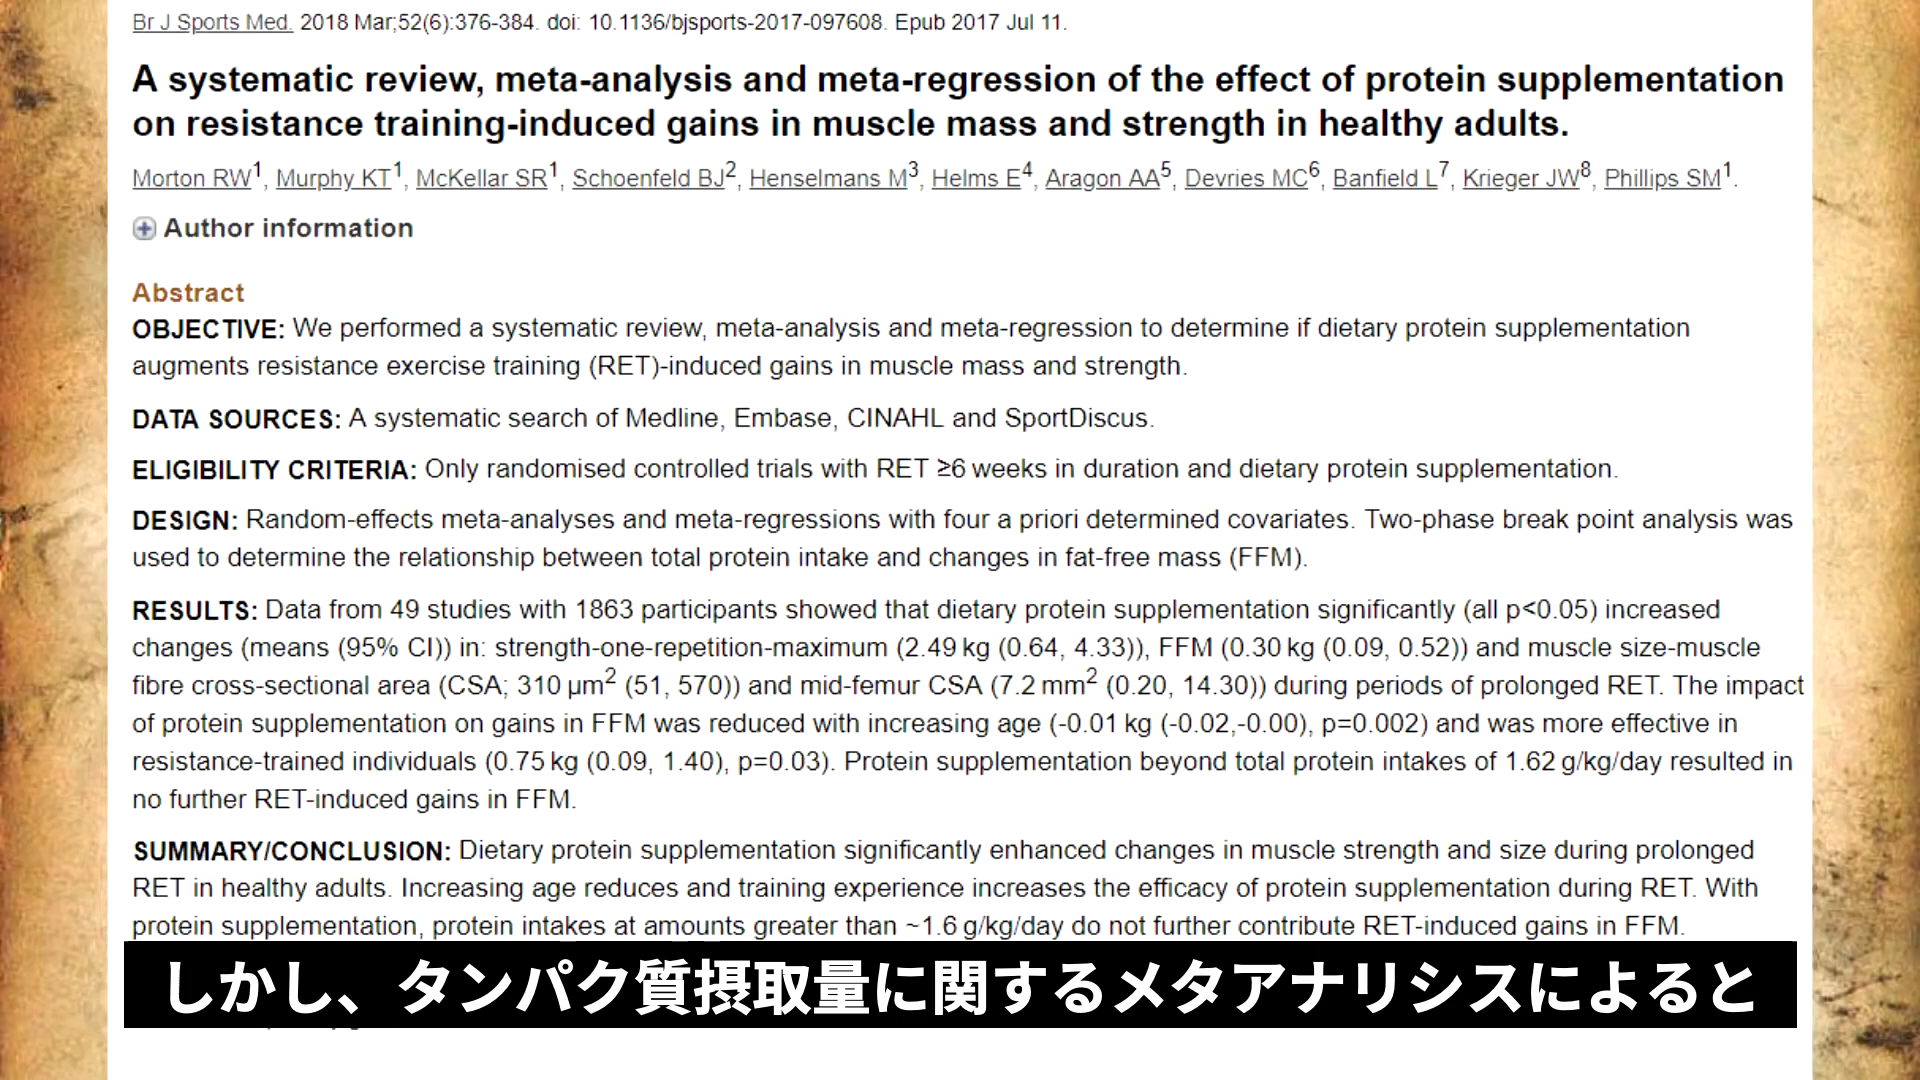 Br J Sports Med. 2018 Mar;52(6):376-384. doi: 10.1136/bjsports-2017-097608. Epub 2017 Jul 11.
A systematic review, meta-analysis and meta-regression of the effect of protein supplementation
on resistance training-induced gains in muscle mass and strength in healthy adults.
Morton RW1, Murphy KT1, McKellar SR1, Schoenfeld BJ2, Henselmans M3, Helms E4, Aragon AA5, Devries MC6, Banfield L7, Krieger JW8, Phillips SM1.
Author information
Abstract
OBJECTIVE: We performed a systematic review, meta-analysis and meta-regression to determine if dietary protein supplementation
augments resistance exercise training (RET)-induced gains in muscle mass and strength.
DATA SOURCES: A systematic search of Medline, Embase, CINAHL and SportDiscus.
ELIGIBILITY CRITERIA: Only randomised controlled trials with RET ≥6 weeks in duration and dietary protein supplementation.
DESIGN: Random-effects meta-analyses and meta-regressions with four a priori determined covariates. Two-phase break point analysis was
used to determine the relationship between total protein intake and changes in fat-free mass (FFM).
RESULTS: Data from 49 studies with 1863 participants showed that dietary protein supplementation significantly (all p<0.05) increased
changes (means (95% CI)) in: strength-one-repetition-maximum (2.49 kg (0.64, 4.33)), FFM (0.30 kg (0.09, 0.52)) and muscle size-muscle
fibre cross-sectional area (CSA; 310 µm2 (51, 570)) and mid-femur CSA (7.2 mm2 (0.20, 14.30)) during periods of prolonged RET. The impact
of protein supplementation on gains in FFM was reduced with increasing age (-0.01 kg (-0.02,-0.00), p=0.002) and was more effective in
resistance-trained individuals (0.75 kg (0.09, 1.40), p=0.03). Protein supplementation beyond total protein intakes of 1.62 g/kg/day resulted in
no further RET-induced gains in FFM.
SUMMARY/CONCLUSION: Dietary protein supplementation significantly enhanced changes in muscle strength and size during prolonged
RET in healthy adults. Increasing age reduces and training experience increases the efficacy of protein supplementation during RET. With
protein supplementation, protein intakes at amounts greater than ~1.6 g/kg/day do not further contribute RET-induced gains in FFM.
しかし、タンパク質摂取量に関するメタアナリシスによると